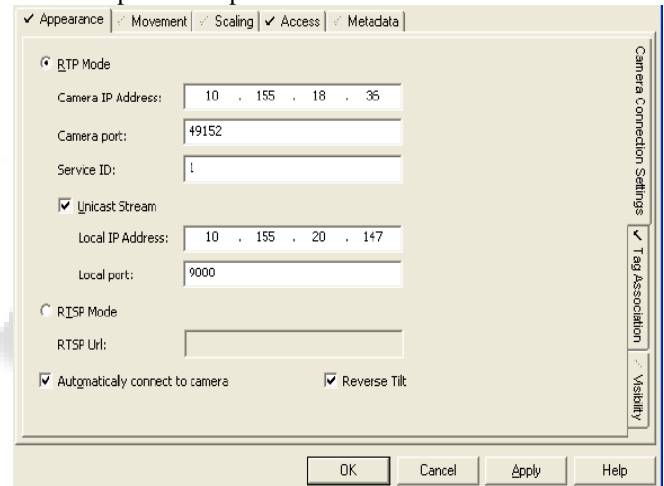 Appearance Movement Scaling Access Metadata
RTP Mode
Camera IP Address: 10 . 155 . 18 . 36
Camera port: 49152
Service ID: 1
Unicast Stream
Local IP Address: 10 . 155 . 20 . 147
Local port: 9000
RTSP Mode
RTSP Url:
Automaticaly connect to camera Reverse Tilt
Camera Connection Settings
Tag Association
Visibility
OK Cancel Apply Help